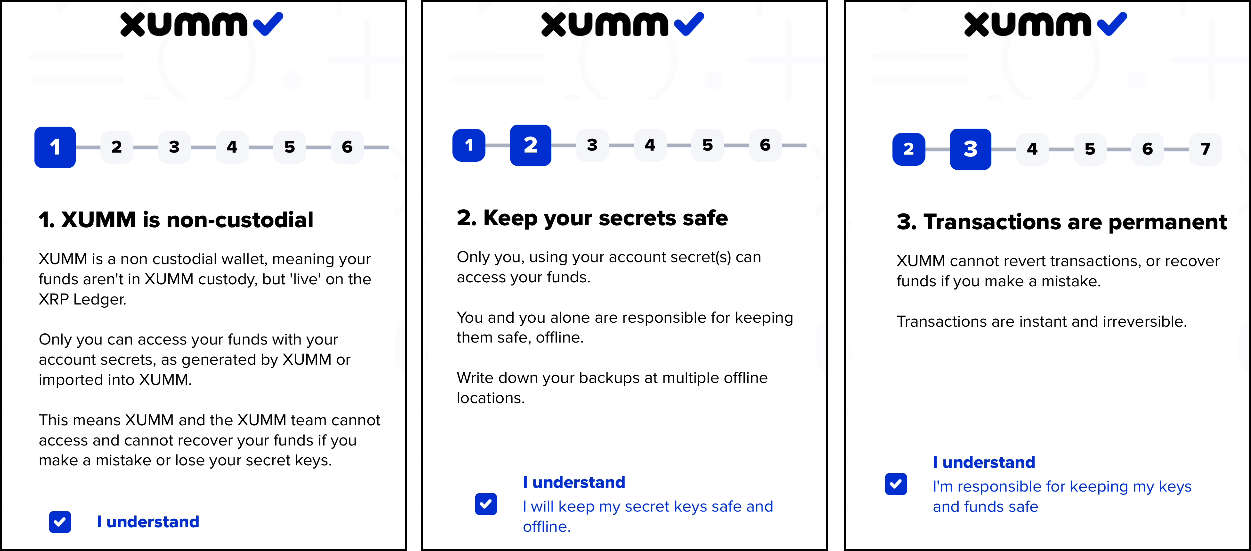 xumm
1 2 3 4 5 6
1. XUMM is non-custodial
XUMM is a non custodial wallet, meaning your
funds aren't in XUMM custody, but 'live' on the
XRP Ledger.
Only you can access your funds with your
account secrets, as generated by XUMM or
imported into XUMM.
This means XUMM and the XUMM team cannot
access and cannot recover your funds if you
make a mistake or lose your secret keys.
I understand
xumm
1 2 3 4 5 6
2. Keep your secrets safe
Only you, using your account secret(s) can
access your funds.
You and you alone are responsible for keeping
them safe, offline.
Write down your backups at multiple offline
locations.
I understand
I will keep my secret keys safe and
offline.
xumm
2 3 4 5 6 7
3. Transactions are permanent
XUMM cannot revert transactions, or recover
funds if you make a mistake.
Transactions are instant and irreversible.
I understand
I'm responsible for keeping my keys
and funds safe